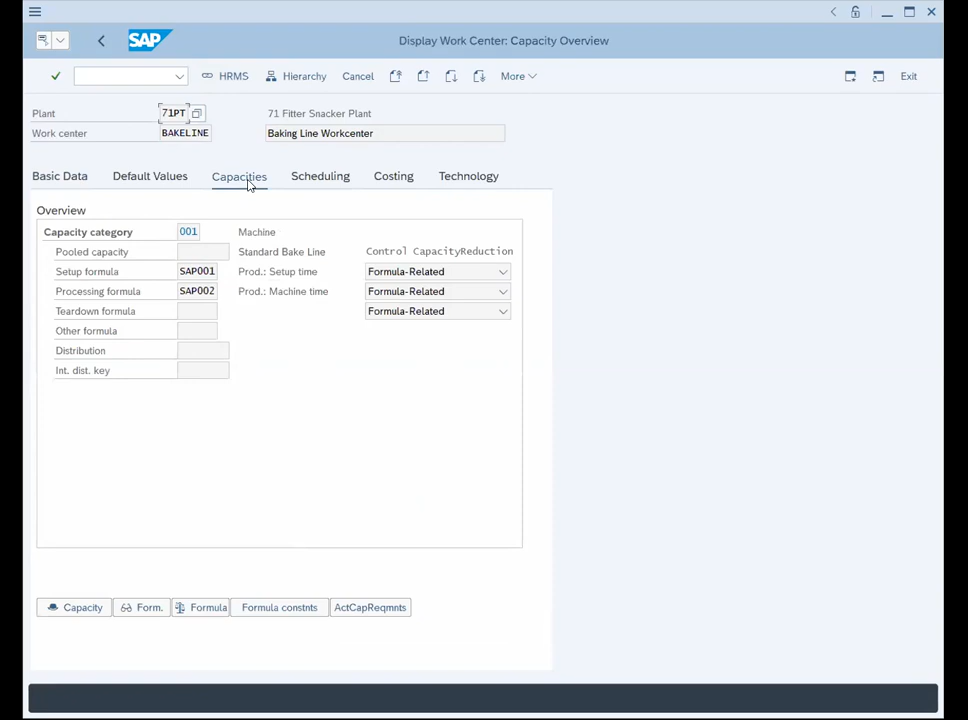 SAP
Display Work Center: Capacity Overview
HRMS Hierarchy Cancel More Exit
Plant 71PT 71 Fitter Snacker Plant
Work center BAKELINE Baking Line Workcenter
Basic Data Default Values Capacities Scheduling Costing Technology
Overview
Capacity category 001 Machine
Pooled capacity Standard Bake Line Control CapacityReduction
Setup formula SAP001 Prod.: Setup time Formula-Related
Processing formula SAP002 Prod.: Machine time Formula-Related
Teardown formula Formula-Related
Other formula
Distribution
Int. dist. key
Capacity Form. Formula Formula constnts ActCapReqmnts